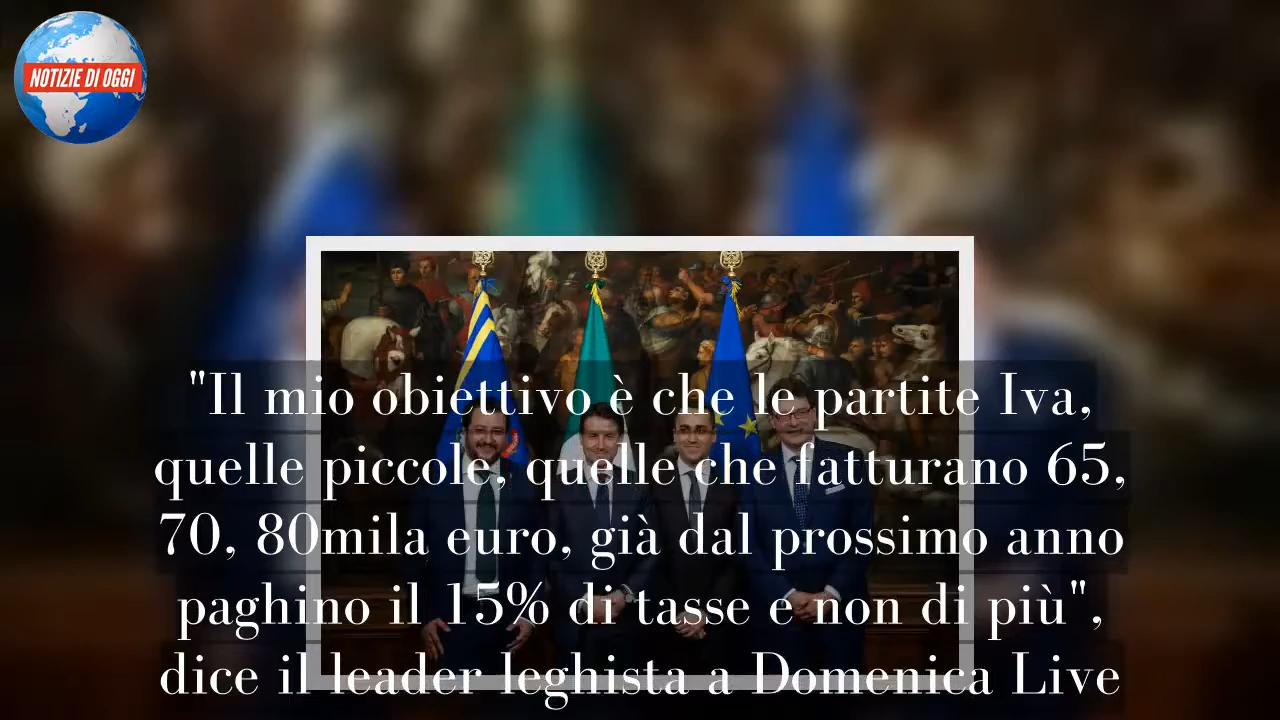 NOTIZIE DI OGGI
"Il mio obiettivo è che le partite Iva,
quelle piccole, quelle che fatturano 65,
70, 80mila euro, già dal prossimo anno
paghino il 15% di tasse e non di più",
dice il leader leghista a Domenica Live